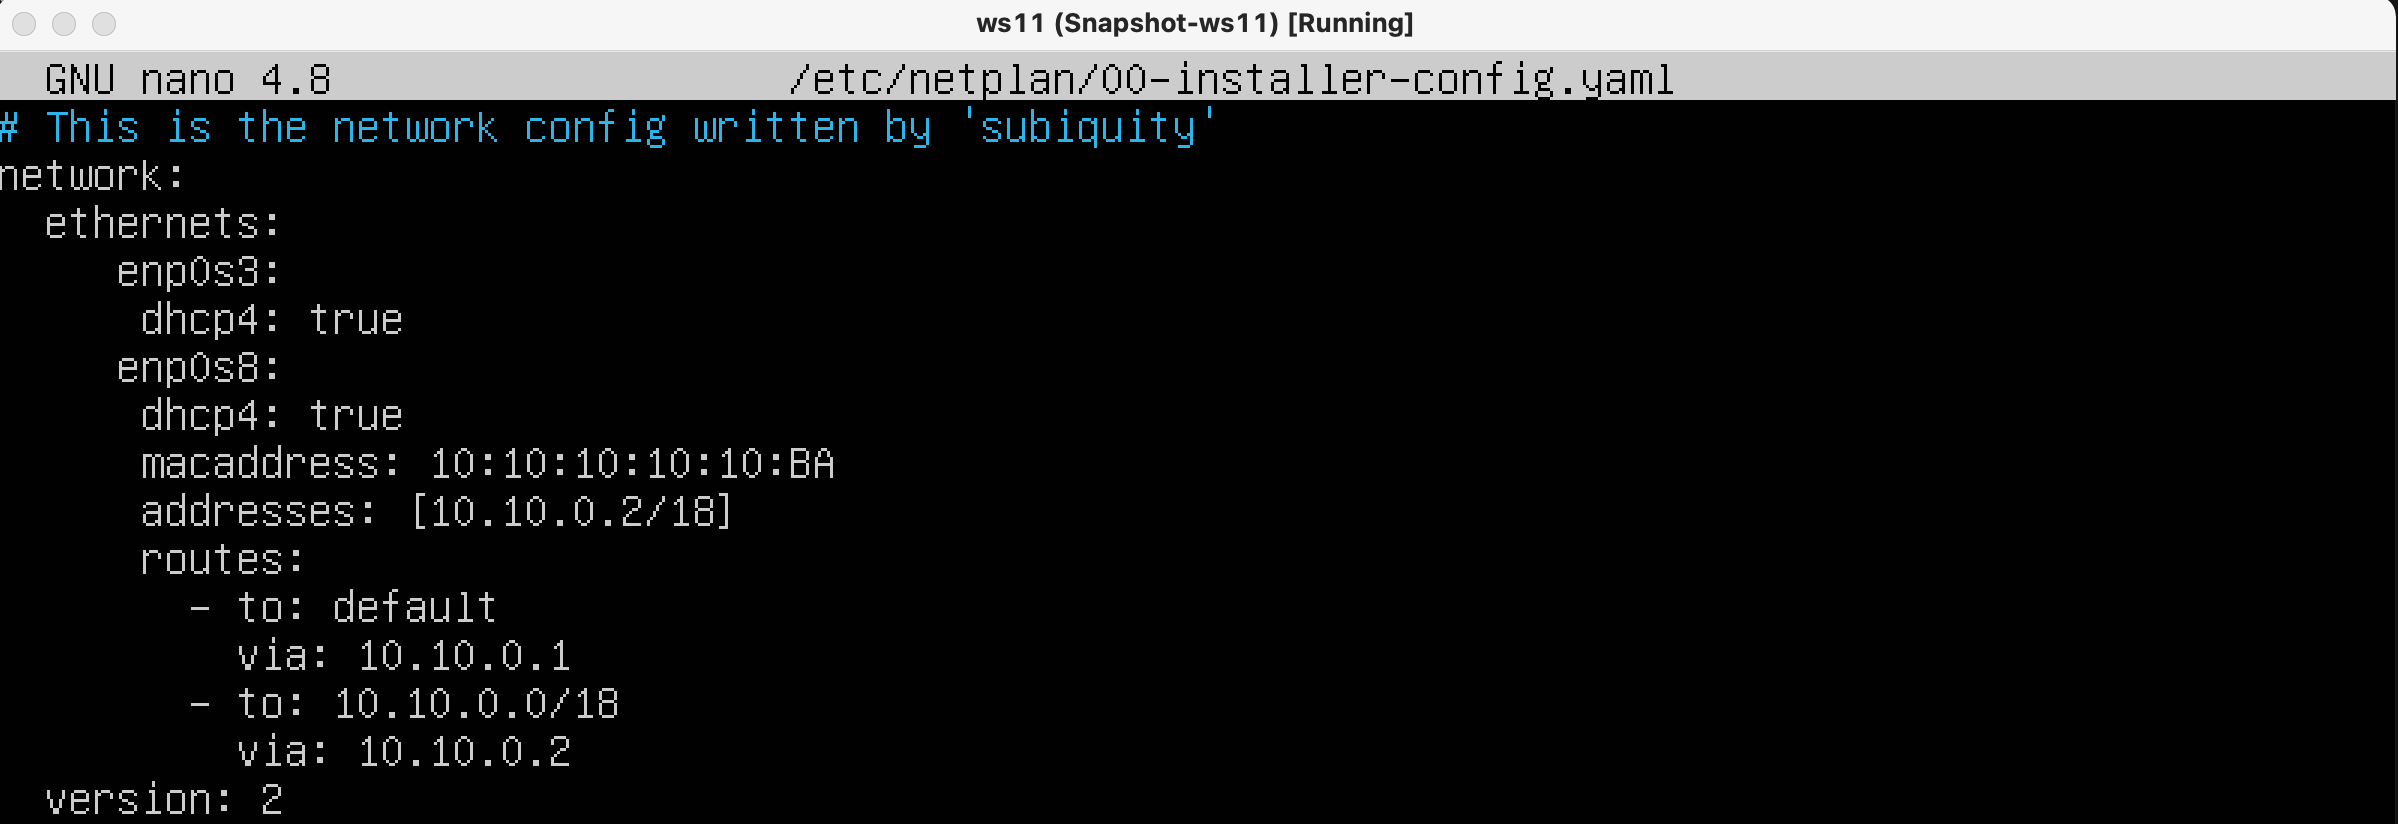 ws11 (Snapshot-ws11) [Running]
GNU nano 4.8 /etc/netplan/00-installer-config.yaml
# This is the network config written by 'subiquity'
network:
  ethernets:
     enp0s3:
      dhcp4: true
     enp0s8:
      dhcp4: true
      macaddress: 10:10:10:10:10:BA
      addresses: [10.10.0.2/18]
      routes:
        - to: default
          via: 10.10.0.1
        - to: 10.10.0.0/18
          via: 10.10.0.2
  version: 2